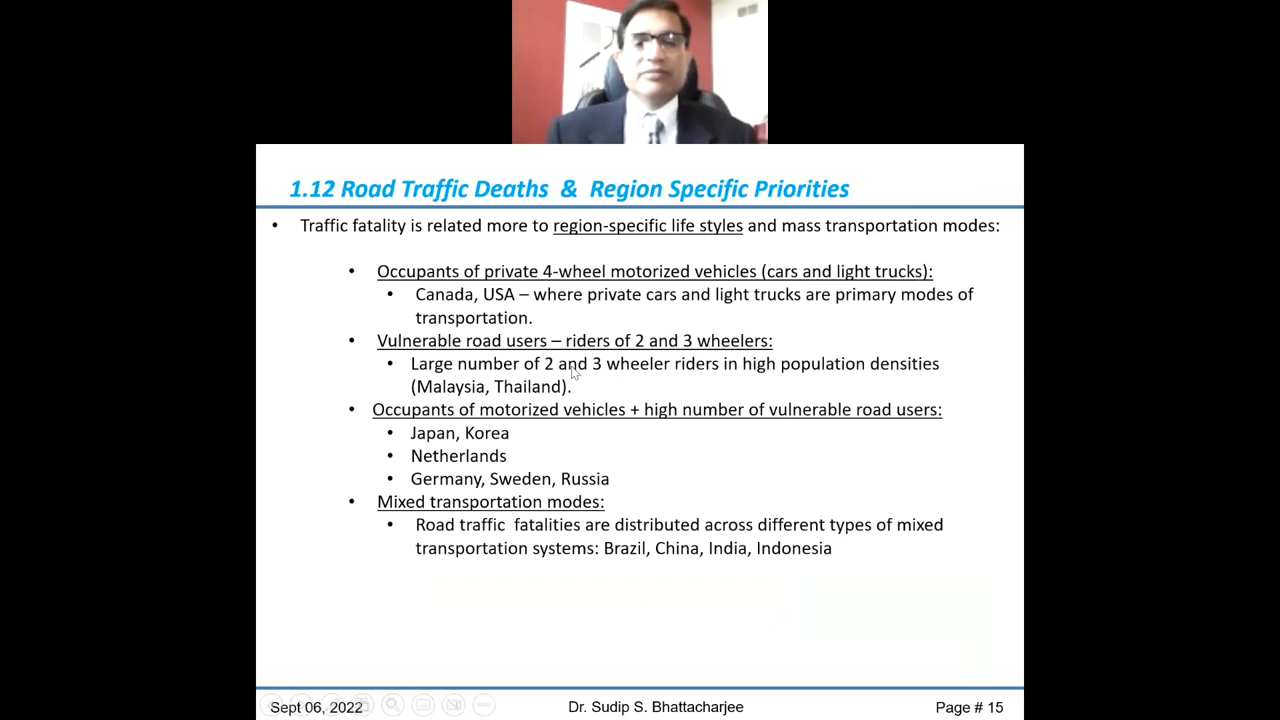 1.12 Road Traffic Deaths & Region Specific Priorities
• Traffic fatality is related more to region-specific life styles and mass transportation modes:
• Occupants of private 4-wheel motorized vehicles (cars and light trucks):
• Canada, USA – where private cars and light trucks are primary modes of
transportation.
• Vulnerable road users – riders of 2 and 3 wheelers:
• Large number of 2 and 3 wheeler riders in high population densities
(Malaysia, Thailand).
• Occupants of motorized vehicles + high number of vulnerable road users:
• Japan, Korea
• Netherlands
• Germany, Sweden, Russia
• Mixed transportation modes:
• Road traffic fatalities are distributed across different types of mixed
transportation systems: Brazil, China, India, Indonesia
Sept 06, 2022
Dr. Sudip S. Bhattacharjee
Page # 15